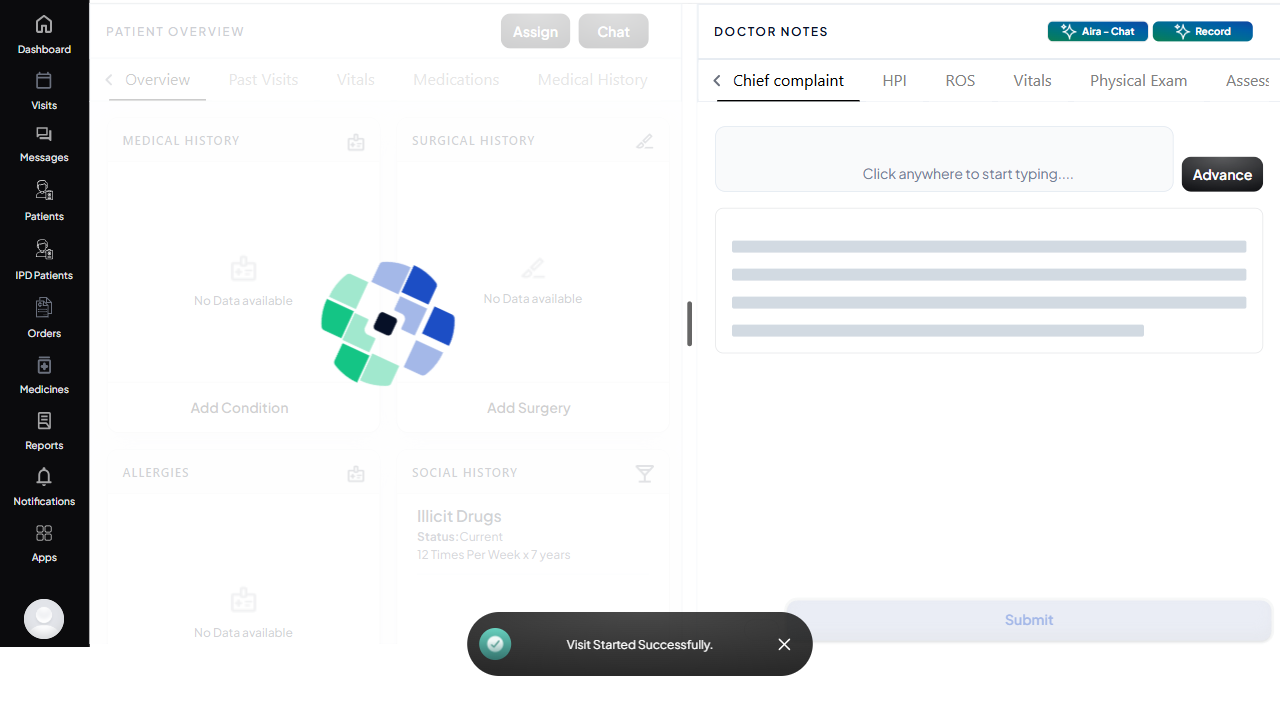 Dashboard
Visits
Messages
Patients
IPD Patients
Orders
Medicines
Reports
Notifications
Apps
PATIENT OVERVIEW
Assign
Chat
Overview
Past Visits
Vitals
Medications
Medical History
MEDICAL HISTORY
No Data available
Add Condition
SURGICAL HISTORY
No Data available
Add Surgery
ALLERGIES
No Data available
SOCIAL HISTORY
Illicit Drugs
Status:Current
12 Times Per Week x 7 years
DOCTOR NOTES
Aira - Chat
Record
Chief complaint
HPI
ROS
Vitals
Physical Exam
Assess
Click anywhere to start typing....
Advance
Submit
Visit Started Successfully.